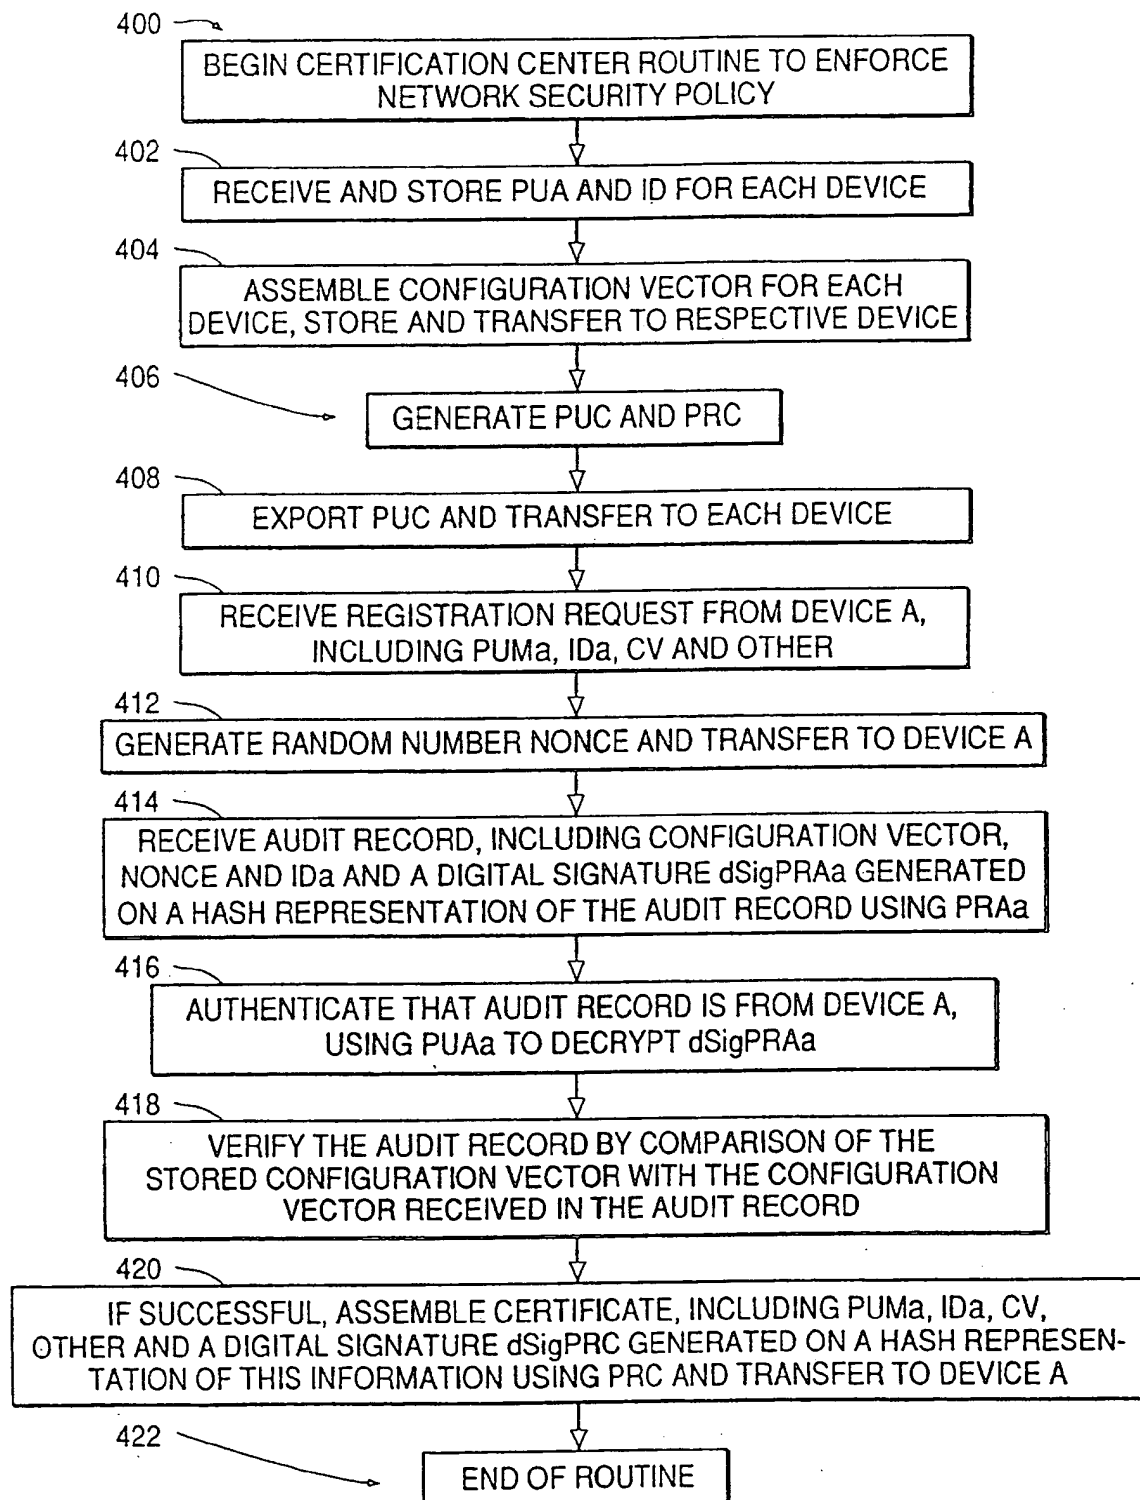 400
BEGIN CERTIFICATION CENTER ROUTINE TO ENFORCE
NETWORK SECURITY POLICY
402
RECEIVE AND STORE PUA AND ID FOR EACH DEVICE
404
ASSEMBLE CONFIGURATION VECTOR FOR EACH
DEVICE, STORE AND TRANSFER TO RESPECTIVE DEVICE
406
GENERATE PUC AND PRC
408
EXPORT PUC AND TRANSFER TO EACH DEVICE
410
RECEIVE REGISTRATION REQUEST FROM DEVICE A,
INCLUDING PUMa, IDa, CV AND OTHER
412
GENERATE RANDOM NUMBER NONCE AND TRANSFER TO DEVICE A
414
RECEIVE AUDIT RECORD, INCLUDING CONFIGURATION VECTOR,
NONCE AND IDa AND A DIGITAL SIGNATURE dSigPRAa GENERATED
ON A HASH REPRESENTATION OF THE AUDIT RECORD USING PRAa
416
AUTHENTICATE THAT AUDIT RECORD IS FROM DEVICE A,
USING PUAa TO DECRYPT dSigPRAa
418
VERIFY THE AUDIT RECORD BY COMPARISON OF THE
STORED CONFIGURATION VECTOR WITH THE CONFIGURATION
VECTOR RECEIVED IN THE AUDIT RECORD
420
IF SUCCESSFUL, ASSEMBLE CERTIFICATE, INCLUDING PUMa, IDa, CV,
OTHER AND A DIGITAL SIGNATURE dSigPRC GENERATED ON A HASH REPRESEN-
TATION OF THIS INFORMATION USING PRC AND TRANSFER TO DEVICE A
422
END OF ROUTINE